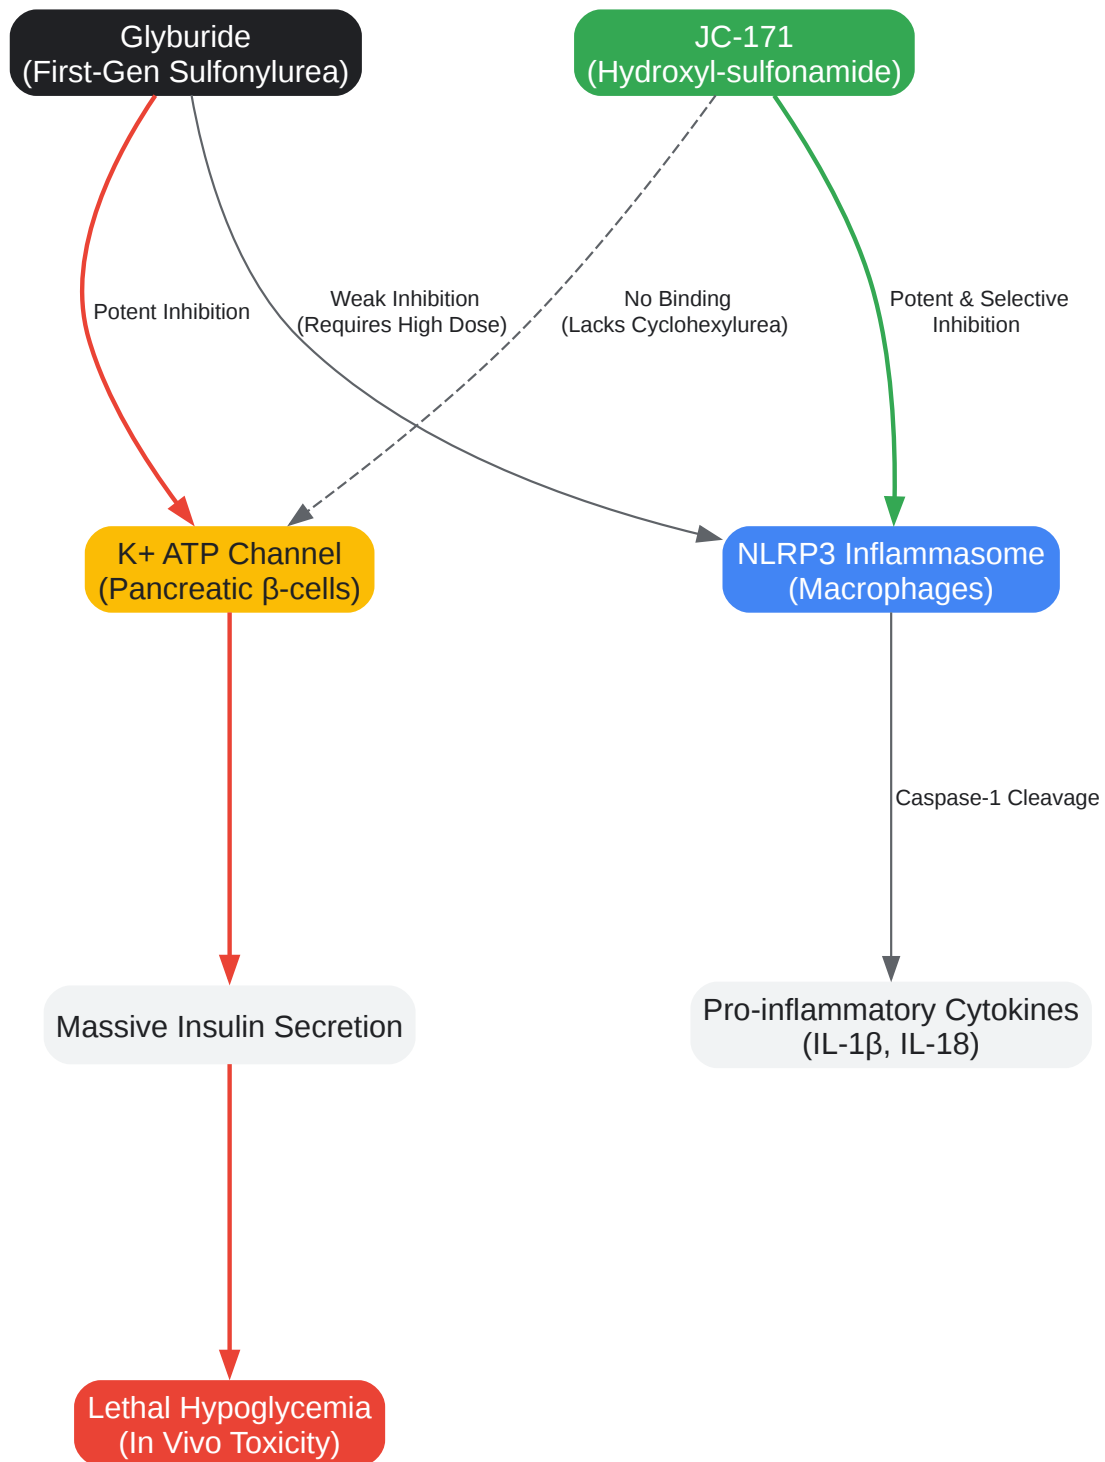 Glyburide
(First-Gen Sulfonylurea)
JC-171
(Hydroxyl-sulfonamide)
Potent Inhibition
Weak Inhibition
(Requires High Dose)
No Binding
(Lacks Cyclohexylurea)
Potent & Selective
Inhibition
K+ ATP Channel
(Pancreatic β-cells)
NLRP3 Inflammasome
(Macrophages)
Caspase-1 Cleavage
Massive Insulin Secretion
Pro-inflammatory Cytokines
(IL-1β, IL-18)
Lethal Hypoglycemia
(In Vivo Toxicity)